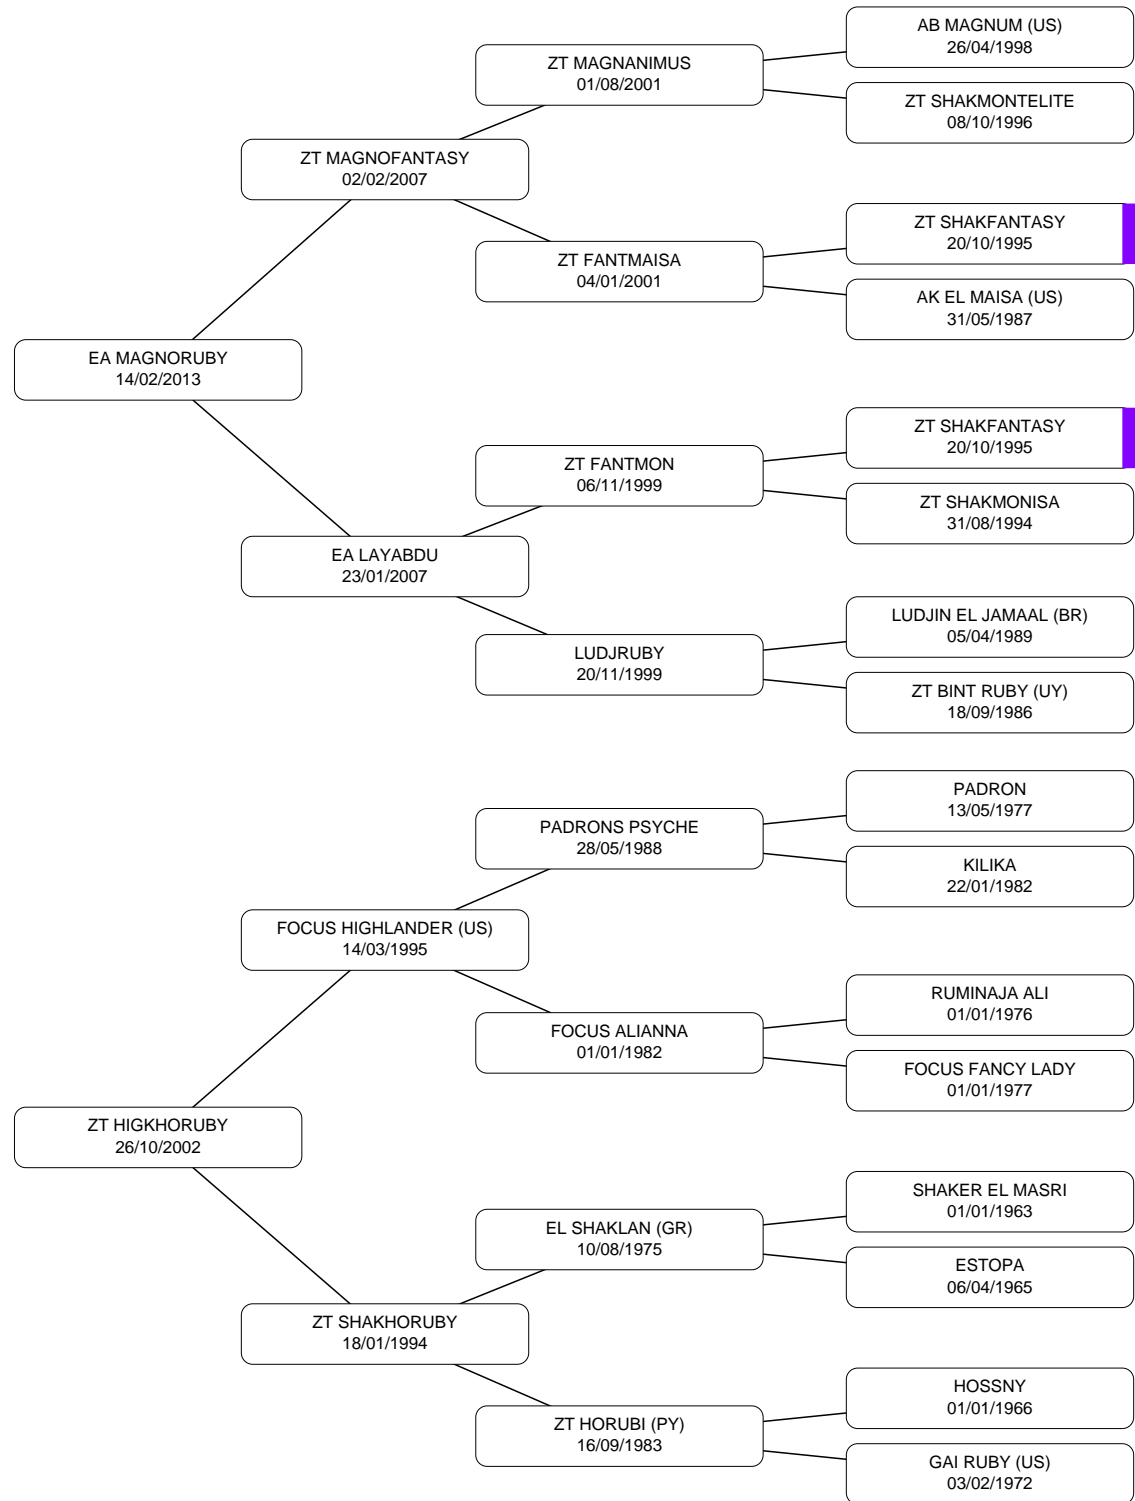 AB MAGNUM (US)
26/04/1998
ZT MAGNANIMUS
01/08/2001
ZT SHAKMONTELITE
08/10/1996
ZT MAGNOFANTASY
02/02/2007
ZT SHAKFANTASY
20/10/1995
ZT FANTMAISA
04/01/2001
AK EL MAISA (US)
31/05/1987
EA MAGNORUBY
14/02/2013
ZT SHAKFANTASY
20/10/1995
ZT FANTMON
06/11/1999
ZT SHAKMONISA
31/08/1994
EA LAYABDU
23/01/2007
LUDJIN EL JAMAAL (BR)
05/04/1989
LUDJRUBY
20/11/1999
ZT BINT RUBY (UY)
18/09/1986
PADRON
13/05/1977
PADRONS PSYCHE
28/05/1988
KILIKA
22/01/1982
FOCUS HIGHLANDER (US)
14/03/1995
RUMINAJA ALI
01/01/1976
FOCUS ALIANNA
01/01/1982
FOCUS FANCY LADY
01/01/1977
ZT HIGKHORUBY
26/10/2002
SHAKER EL MASRI
01/01/1963
EL SHAKLAN (GR)
10/08/1975
ESTOPA
06/04/1965
ZT SHAKHORUBY
18/01/1994
HOSSNY
01/01/1966
ZT HORUBI (PY)
16/09/1983
GAI RUBY (US)
03/02/1972